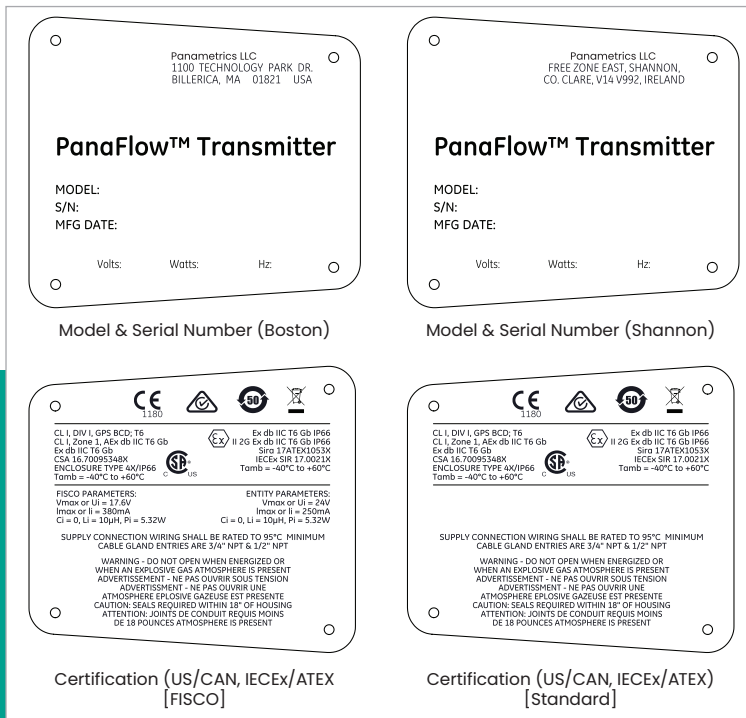 Panametrics LLC
1100 TECHNOLOGY PARK DR.
BILLERICA, MA 01821 USA
PanaFlow™ Transmitter
MODEL:
S/N:
MFG DATE:
Volts: Watts: Hz:
Model & Serial Number (Boston)
Panametrics LLC
FREE ZONE EAST, SHANNON,
CO. CLARE, V14 V992, IRELAND
PanaFlow™ Transmitter
MODEL:
S/N:
MFG DATE:
Volts: Watts: Hz:
Model & Serial Number (Shannon)
CE
1180
50
CL I, DIV I, GPS BCD; T6
CL I, Zone 1, AEx db IIC T6 Gb
Ex db IIC T6 Gb
CSA 16.70095348X
ENCLOSURE TYPE 4X/IP66
Tamb = -40°C to +60°C
C SA US
Ex
Ex db IIC T6 Gb IP66
II 2G Ex db IIC T6 Gb IP66
Sira 17ATEX1053X
IECEx SIR 17.0021X
Tamb = -40°C to +60°C
FISCO PARAMETERS:
Vmax or Ui = 17.6V
Imax or Ii = 380mA
Ci = 0, Li = 10µH, Pi = 5.32W
ENTITY PARAMETERS:
Vmax or Ui = 24V
Imax or Ii = 250mA
Ci = 0, Li = 10µH, Pi = 5.32W
SUPPLY CONNECTION WIRING SHALL BE RATED TO 95°C MINIMUM
CABLE GLAND ENTRIES ARE 3/4" NPT & 1/2" NPT
WARNING - DO NOT OPEN WHEN ENERGIZED OR
WHEN AN EXPLOSIVE GAS ATMOSPHERE IS PRESENT
ADVERTISSEMENT - NE PAS OUVRIR SOUS TENSION
ADVERTISSMENT - NE PAS OUVRIR UNE
ATMOSPHERE EPLOSIVE GAZEUSE EST PRESENTE
CAUTION: SEALS REQUIRED WITHIN 18" OF HOUSING
ATTENTION: JOINTS DE CONDUIT REQUIS MOINS
DE 18 POUNCES ATMOSPHERE IS PRESENT
Certification (US/CAN, IECEx/ATEX
[FISCO]
CE
1180
50
CL I, DIV I, GPS BCD; T6
CL I, Zone 1, AEx db IIC T6 Gb
Ex db IIC T6 Gb
CSA 16.70095348X
ENCLOSURE TYPE 4X/IP66
Tamb = -40°C to +60°C
C SA US
Ex
Ex db IIC T6 Gb IP66
II 2G Ex db IIC T6 Gb IP66
Sira 17ATEX1053X
IECEx SIR 17.0021X
Tamb = -40°C to +60°C
SUPPLY CONNECTION WIRING SHALL BE RATED TO 95°C MINIMUM
CABLE GLAND ENTRIES ARE 3/4" NPT & 1/2" NPT
WARNING - DO NOT OPEN WHEN ENERGIZED OR
WHEN AN EXPLOSIVE GAS ATMOSPHERE IS PRESENT
ADVERTISSEMENT - NE PAS OUVRIR SOUS TENSION
ADVERTISSMENT - NE PAS OUVRIR UNE
ATMOSPHERE EPLOSIVE GAZEUSE EST PRESENTE
CAUTION: SEALS REQUIRED WITHIN 18" OF HOUSING
ATTENTION: JOINTS DE CONDUIT REQUIS MOINS
DE 18 POUNCES ATMOSPHERE IS PRESENT
Certification (US/CAN, IECEx/ATEX)
[Standard]